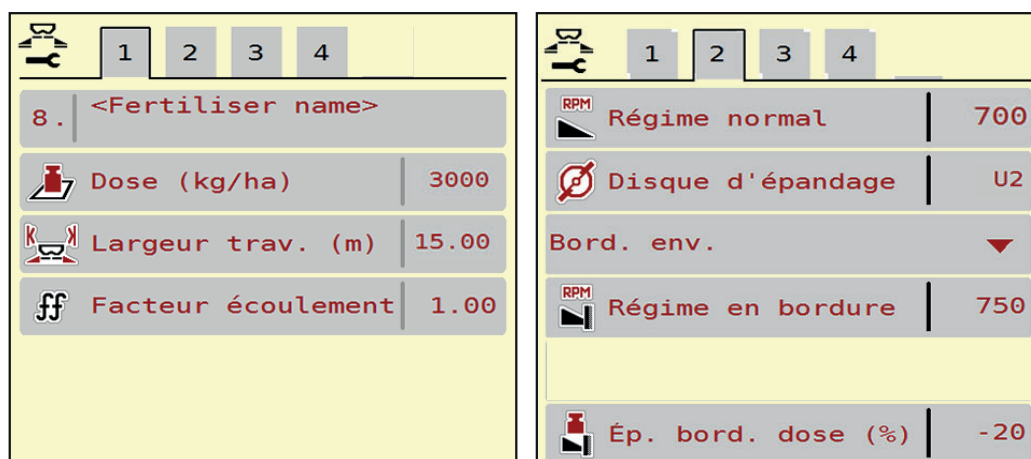 1 2 3 4
8. <Fertiliser name>
Dose (kg/ha) 3000
Largeur trav. (m) 15.00
Facteur écoulement 1.00
1 2 3 4
RPM
Régime normal 700
Disque d'épandage U2
Bord. env.
RPM
Régime en bordure 750
Ép. bord. dose (%) -20